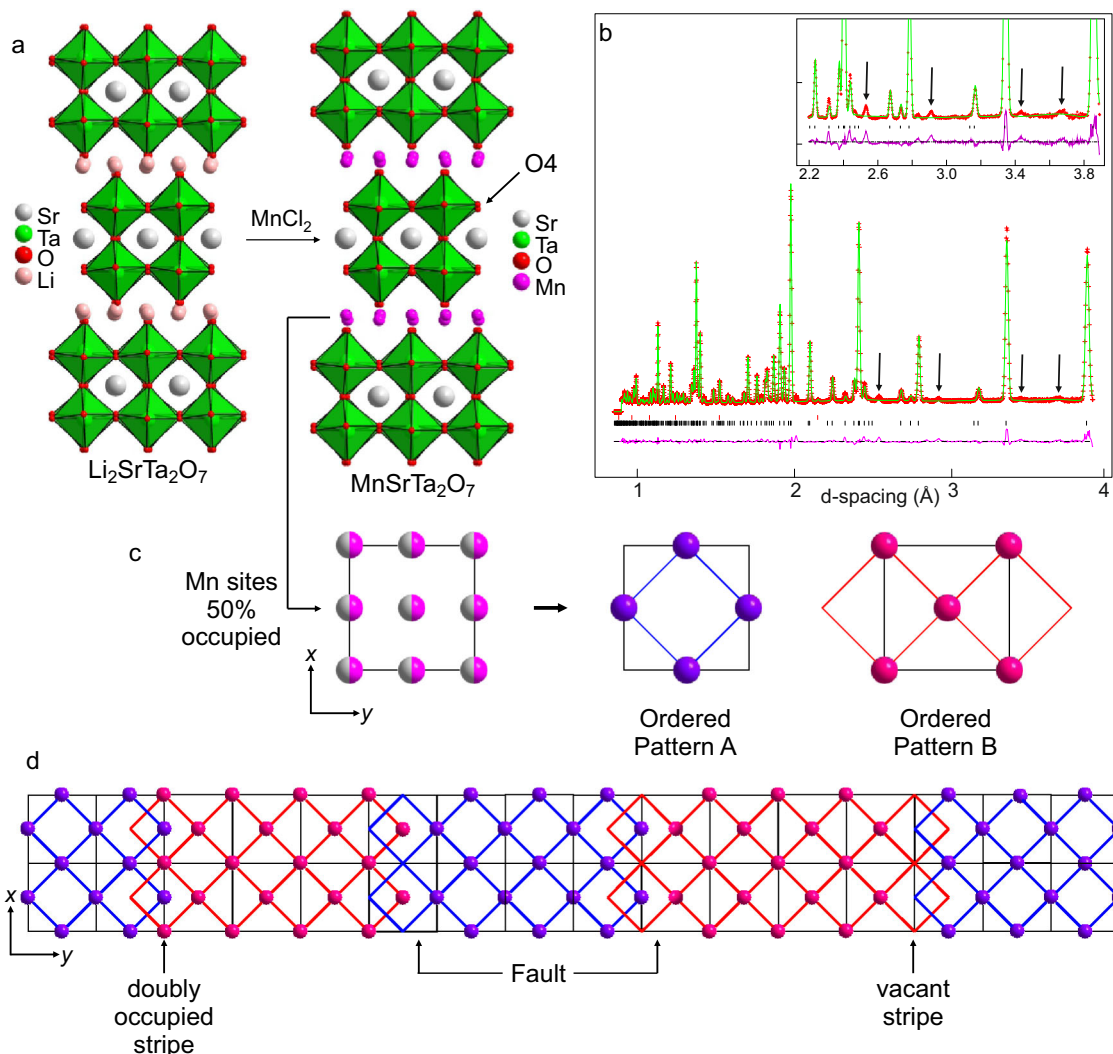 a
Sr
Ta
O
Li
MnCl₂
O4
Sr
Ta
O
Mn
Li₂SrTa₂O₇
MnSrTa₂O₇
b
2.2
2.6
3.0
3.4
3.8
1
2
3
4
d-spacing (Å)
c
Mn sites
50%
occupied
x
y
Ordered
Pattern A
Ordered
Pattern B
d
x
y
doubly
occupied
stripe
Fault
vacant
stripe